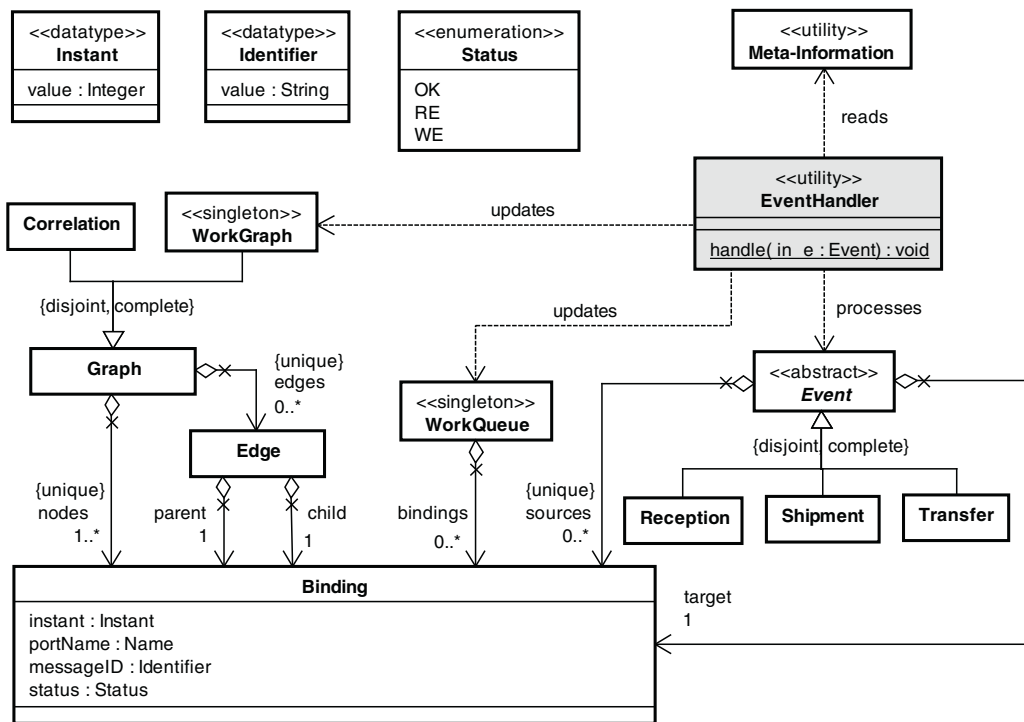 <<datatype>>
Instant
value : Integer
<<datatype>>
Identifier
value : String
<<enumeration>>
Status
OK
RE
WE
<<utility>>
Meta-Information
reads
<<utility>>
EventHandler
handle( in e : Event) : void
Correlation
<<singleton>>
WorkGraph
updates
{disjoint, complete}
updates
processes
Graph
{unique}
edges
0..*
<<singleton>>
WorkQueue
<<abstract>>
Event
{disjoint, complete}
Edge
{unique}
nodes
1..*
parent
1
child
1
bindings
0..*
{unique}
sources
0..*
Reception
Shipment
Transfer
Binding
instant : Instant
portName : Name
messageID : Identifier
status : Status
target
1